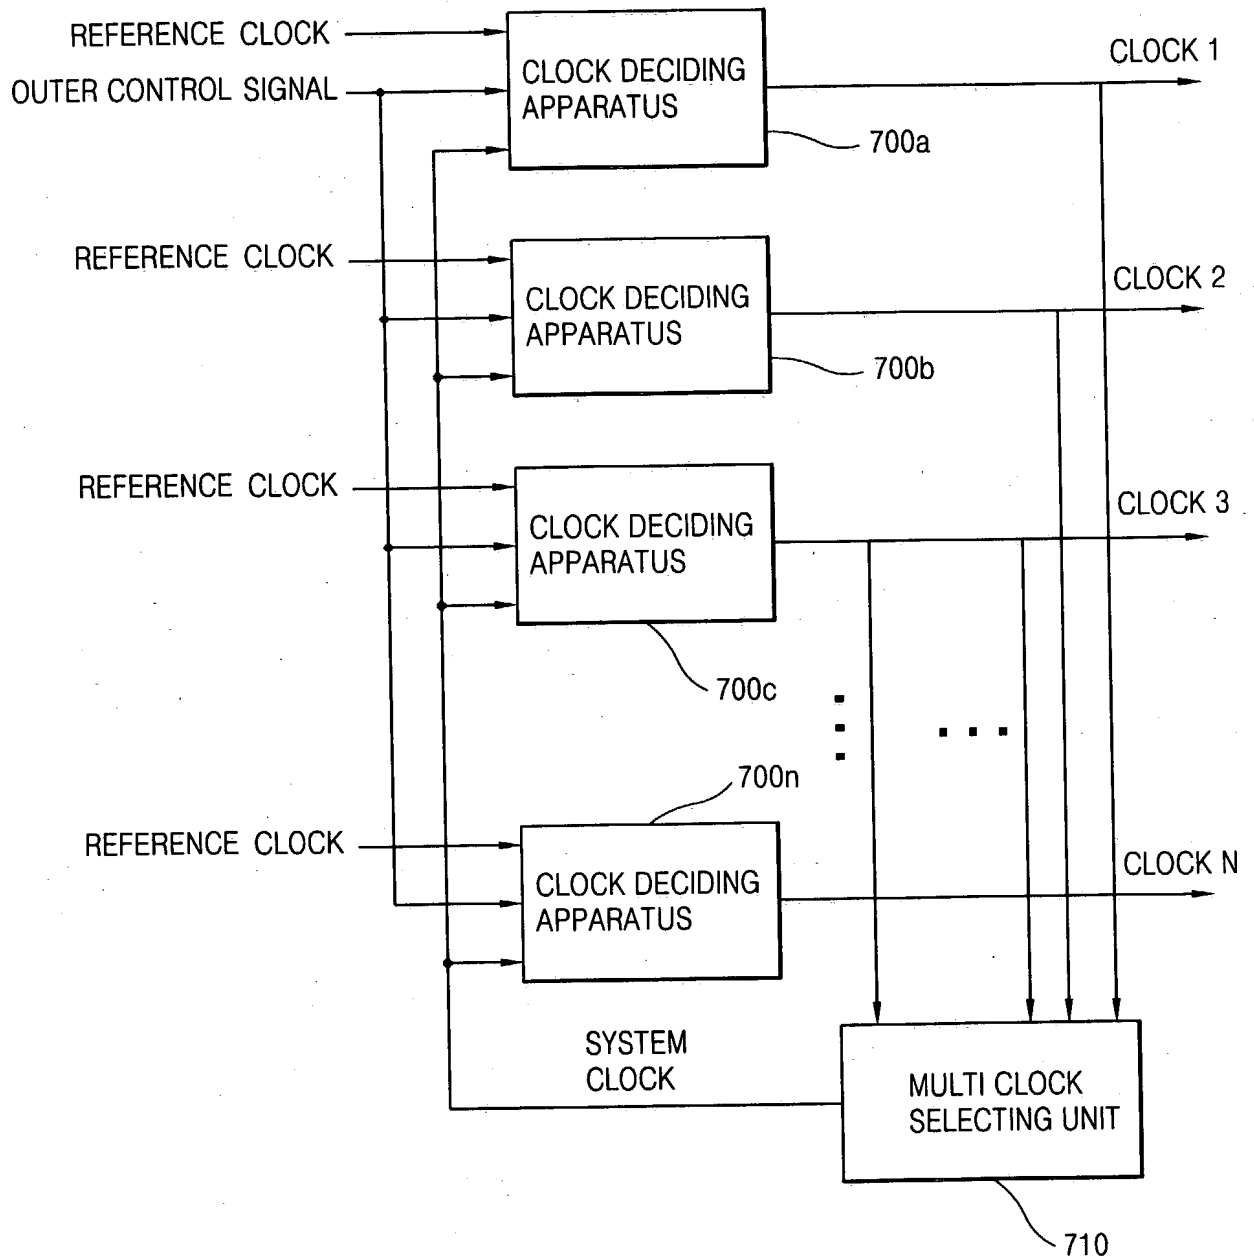 REFERENCE CLOCK
OUTER CONTROL SIGNAL
CLOCK DECIDING
APPARATUS
CLOCK 1
700a
REFERENCE CLOCK
CLOCK DECIDING
APPARATUS
CLOCK 2
700b
REFERENCE CLOCK
CLOCK DECIDING
APPARATUS
CLOCK 3
700c
700n
REFERENCE CLOCK
CLOCK DECIDING
APPARATUS
CLOCK N
SYSTEM
CLOCK
MULTI CLOCK
SELECTING UNIT
710